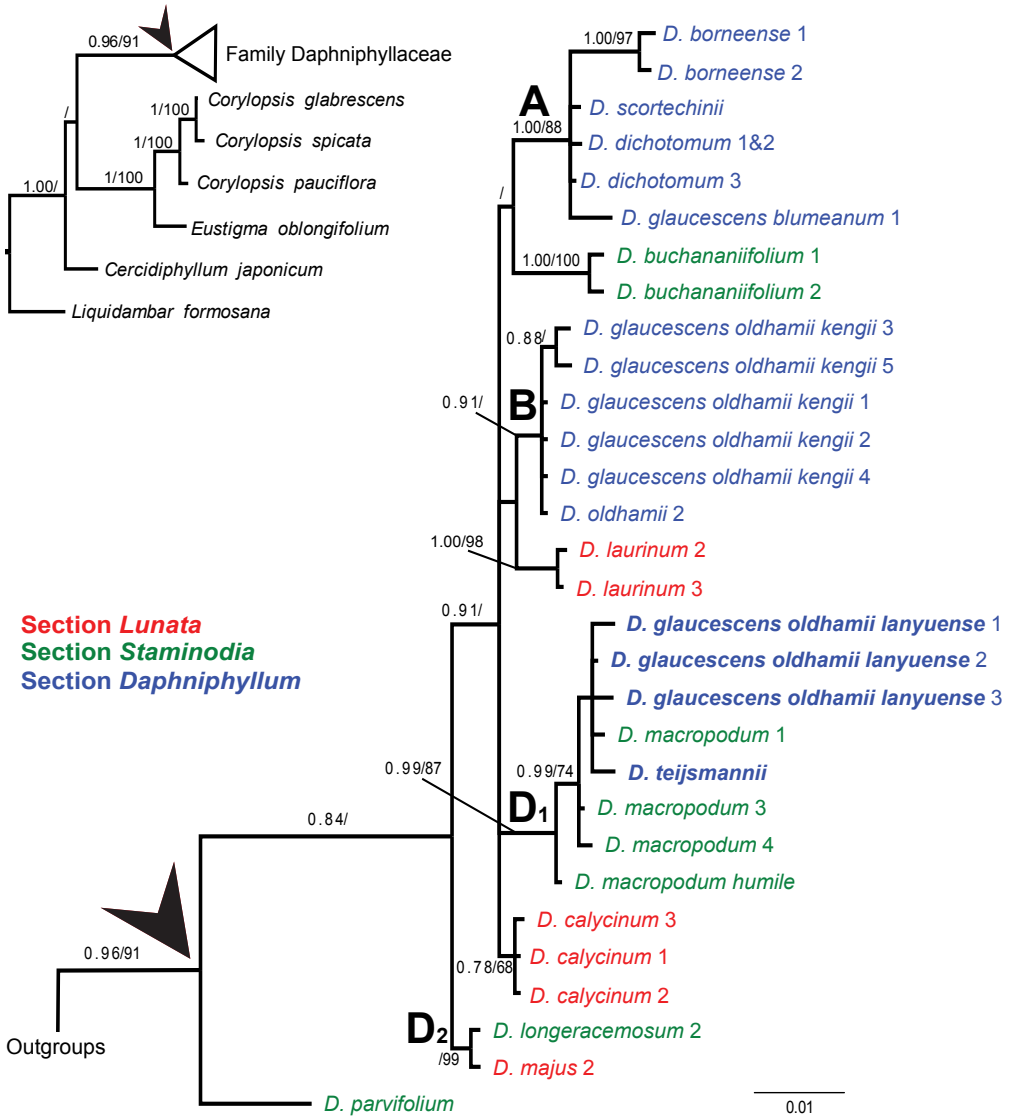 0.96/91
Family Daphniphyllaceae
Corylopsis glabrescens
1/100
Corylopsis spicata
1/100
/
Corylopsis pauciflora
1/100
1.00/
Eustigma oblongifolium
Cercidiphyllum japonicum
Liquidambar formosana
1.00/97
D. borneense 1
D. borneense 2
A
D. scortechinii
1.00/88
D. dichotomum 1&2
D. dichotomum 3
/
D. glaucescens blumeanum 1
D. buchananiifolium 1
1.00/100
D. buchananiifolium 2
D. glaucescens oldhamii kengii 3
0.88/
D. glaucescens oldhamii kengii 5
0.91/
B
D. glaucescens oldhamii kengii 1
D. glaucescens oldhamii kengii 2
D. glaucescens oldhamii kengii 4
D. oldhamii 2
1.00/98
D. laurinum 2
D. laurinum 3
Section Lunata
Section Staminodia
Section Daphniphyllum
0.91/
D. glaucescens oldhamii lanyuense 1
D. glaucescens oldhamii lanyuense 2
D. glaucescens oldhamii lanyuense 3
D. macropodum 1
0.99/87
0.99/74
D. teijsmannii
D1
D. macropodum 3
0.84/
D. macropodum 4
D. macropodum humile
D. calycinum 3
0.96/91
0.78/68
D. calycinum 1
D. calycinum 2
Outgroups
D2
D. longeracemosum 2
/99
D. majus 2
D. parvifolium
0.01